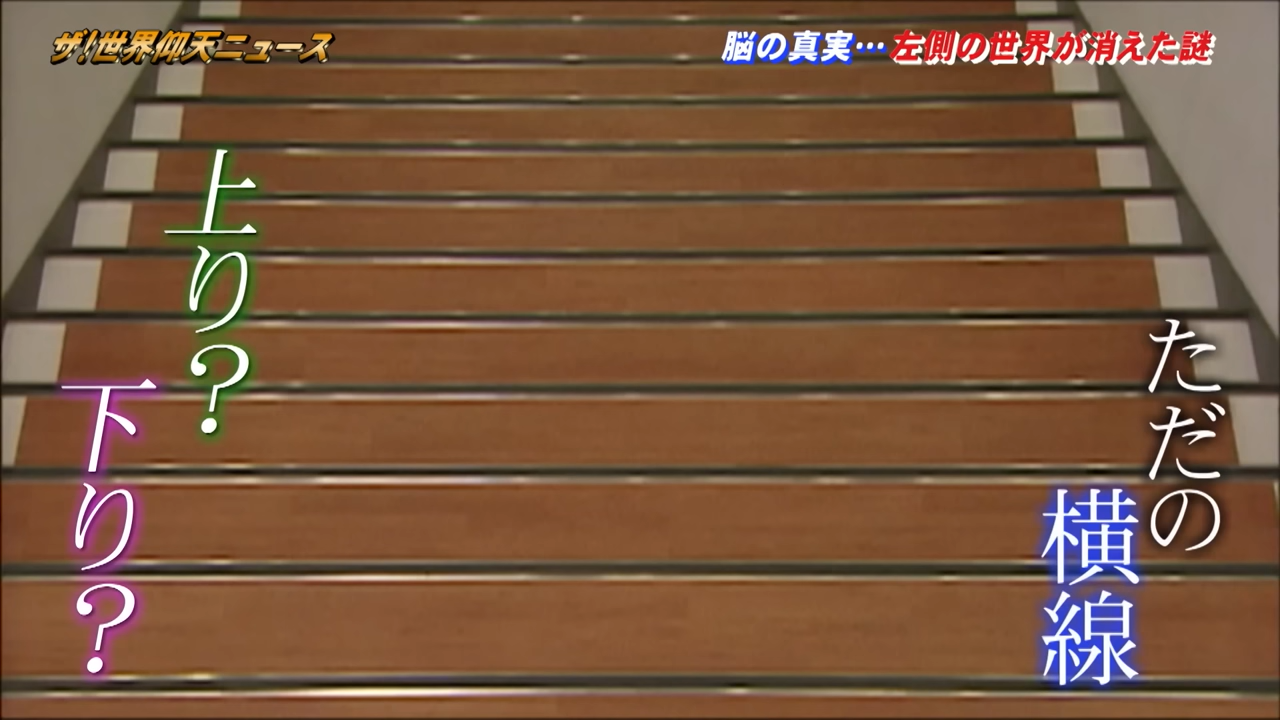 ザ!世界仰天ニュース
脳の真実…左側の世界が消えた謎
ただの
横線
上り?
下り?